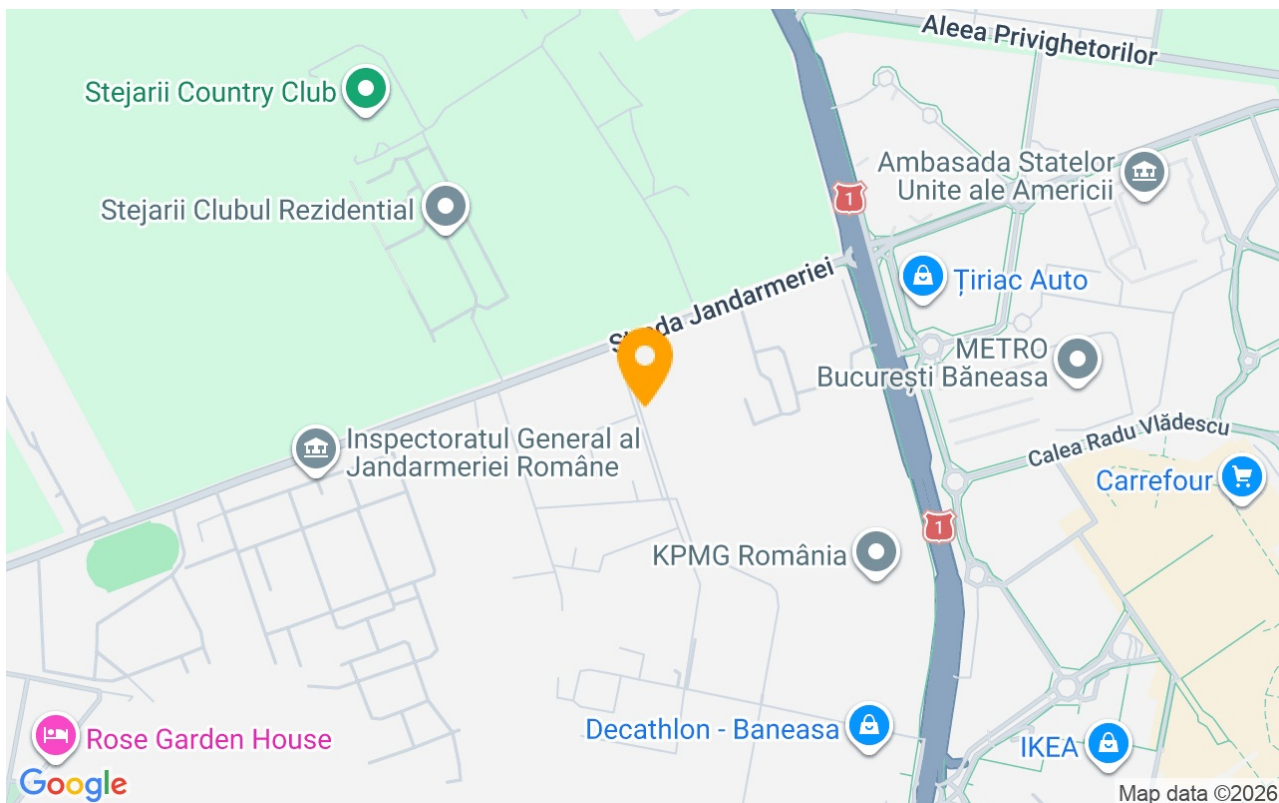 Aleea Privighetorilor
Stejarii Country Club
Ambasada Statelor
Unite ale Americii
1
Stejarii Clubul Rezidential
Strada Jandarmeriei
Țiriac Auto
METRO
București Băneasa
Inspectoratul General al
Jandarmeriei Române
Calea Radu Vlădescu
Carrefour
1
KPMG România
Decathlon - Baneasa
Rose Garden House
IKEA
Google
Map data ©2026